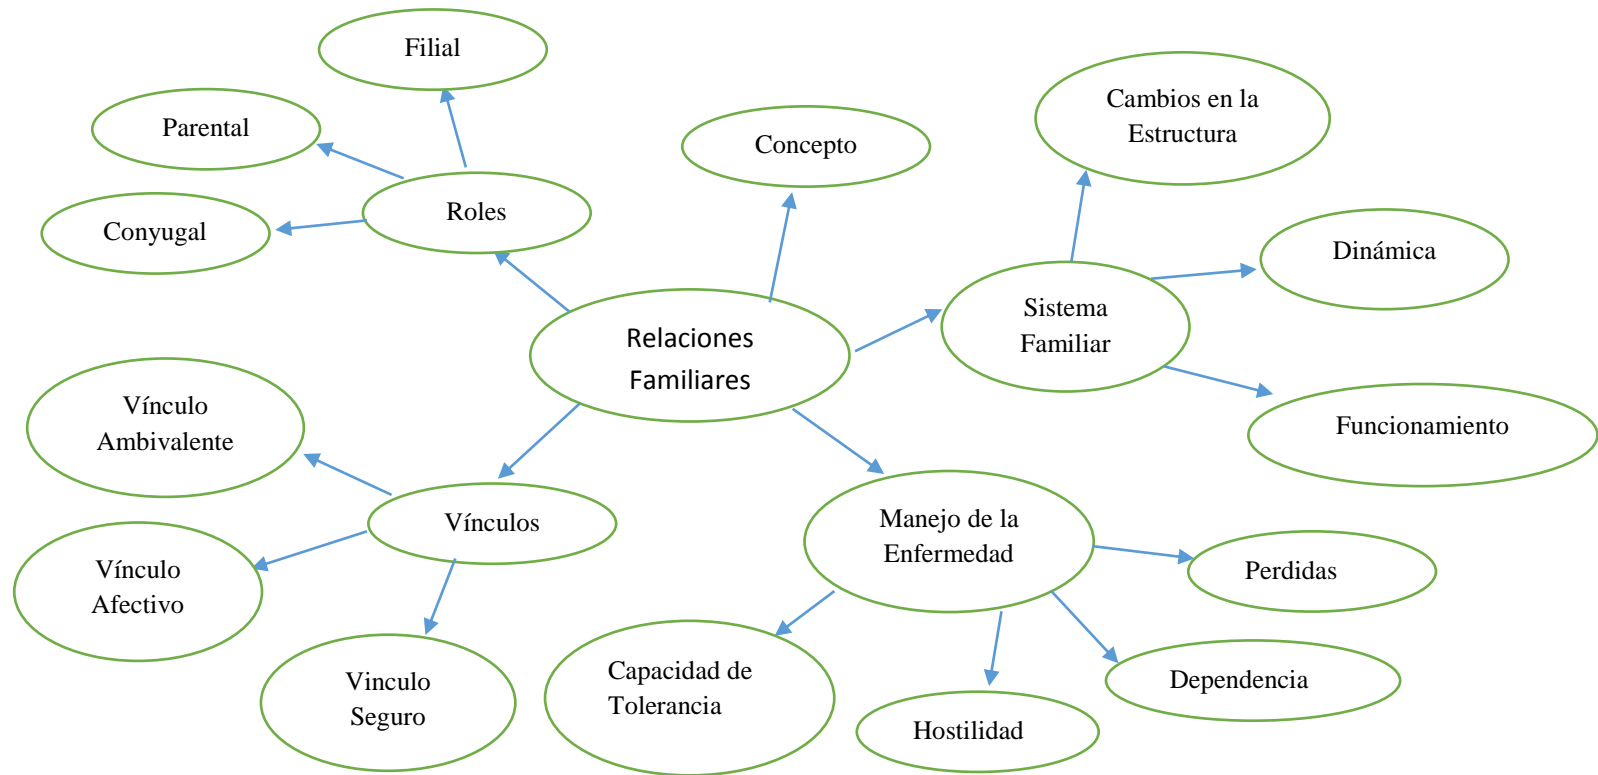 Filial
Parental
Conyugal
Roles
Concepto
Cambios en la
Estructura
Dinámica
Sistema
Familiar
Funcionamiento
Relaciones
Familiares
Vínculo
Ambivalente
Vínculos
Vínculo
Afectivo
Vinculo
Seguro
Manejo de la
Enfermedad
Perdidas
Dependencia
Hostilidad
Capacidad de
Tolerancia